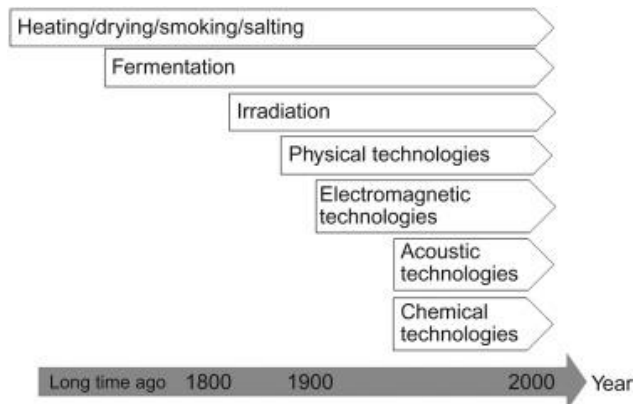 Heating/drying/smoking/salting
Fermentation
Irradiation
Physical technologies
Electromagnetic
technologies
Acoustic
technologies
Chemical
technologies
Long time ago 1800 1900 2000 Year